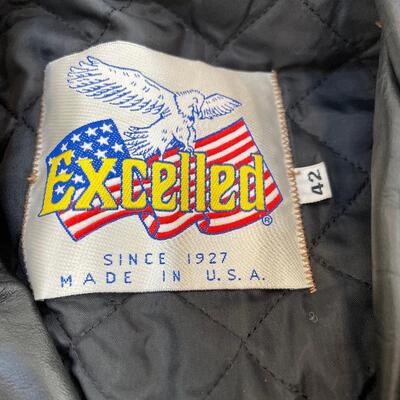 Excelled®
SINCE 1927
MADE IN U.S.A.
42